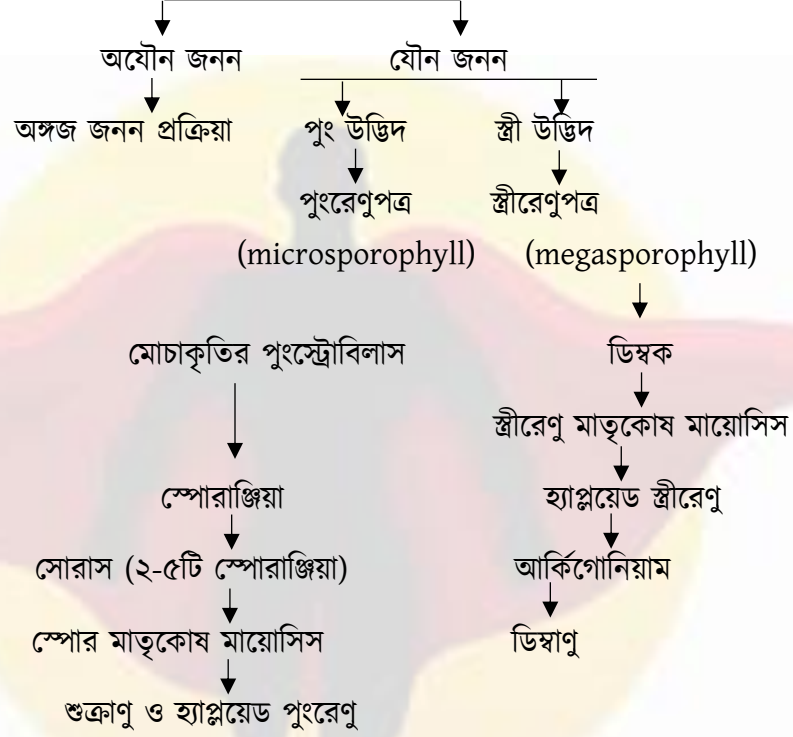 অযৌন জনন যৌন জনন
অঙ্গজ জনন প্রক্রিয়া পুং উদ্ভিদ স্ত্রী উদ্ভিদ
পুংরেণুপত্র স্ত্রীরেণুপত্র
(microsporophyll) (megasporophyll)
মোচাকৃতির পুংস্ট্রোবিলাস ডিম্বক
স্ত্রীরেণু মাতৃকোষ মায়োসিস
স্পোরাঞ্জিয়া হ্যাপ্লয়েড স্ত্রীরেণু
সোরাস (২-৫টি স্পোরাঞ্জিয়া) আর্কিগোনিয়াম
স্পোর মাতৃকোষ মায়োসিস ডিম্বাণু
শুক্রাণু ও হ্যাপ্লয়েড পুংরেণু